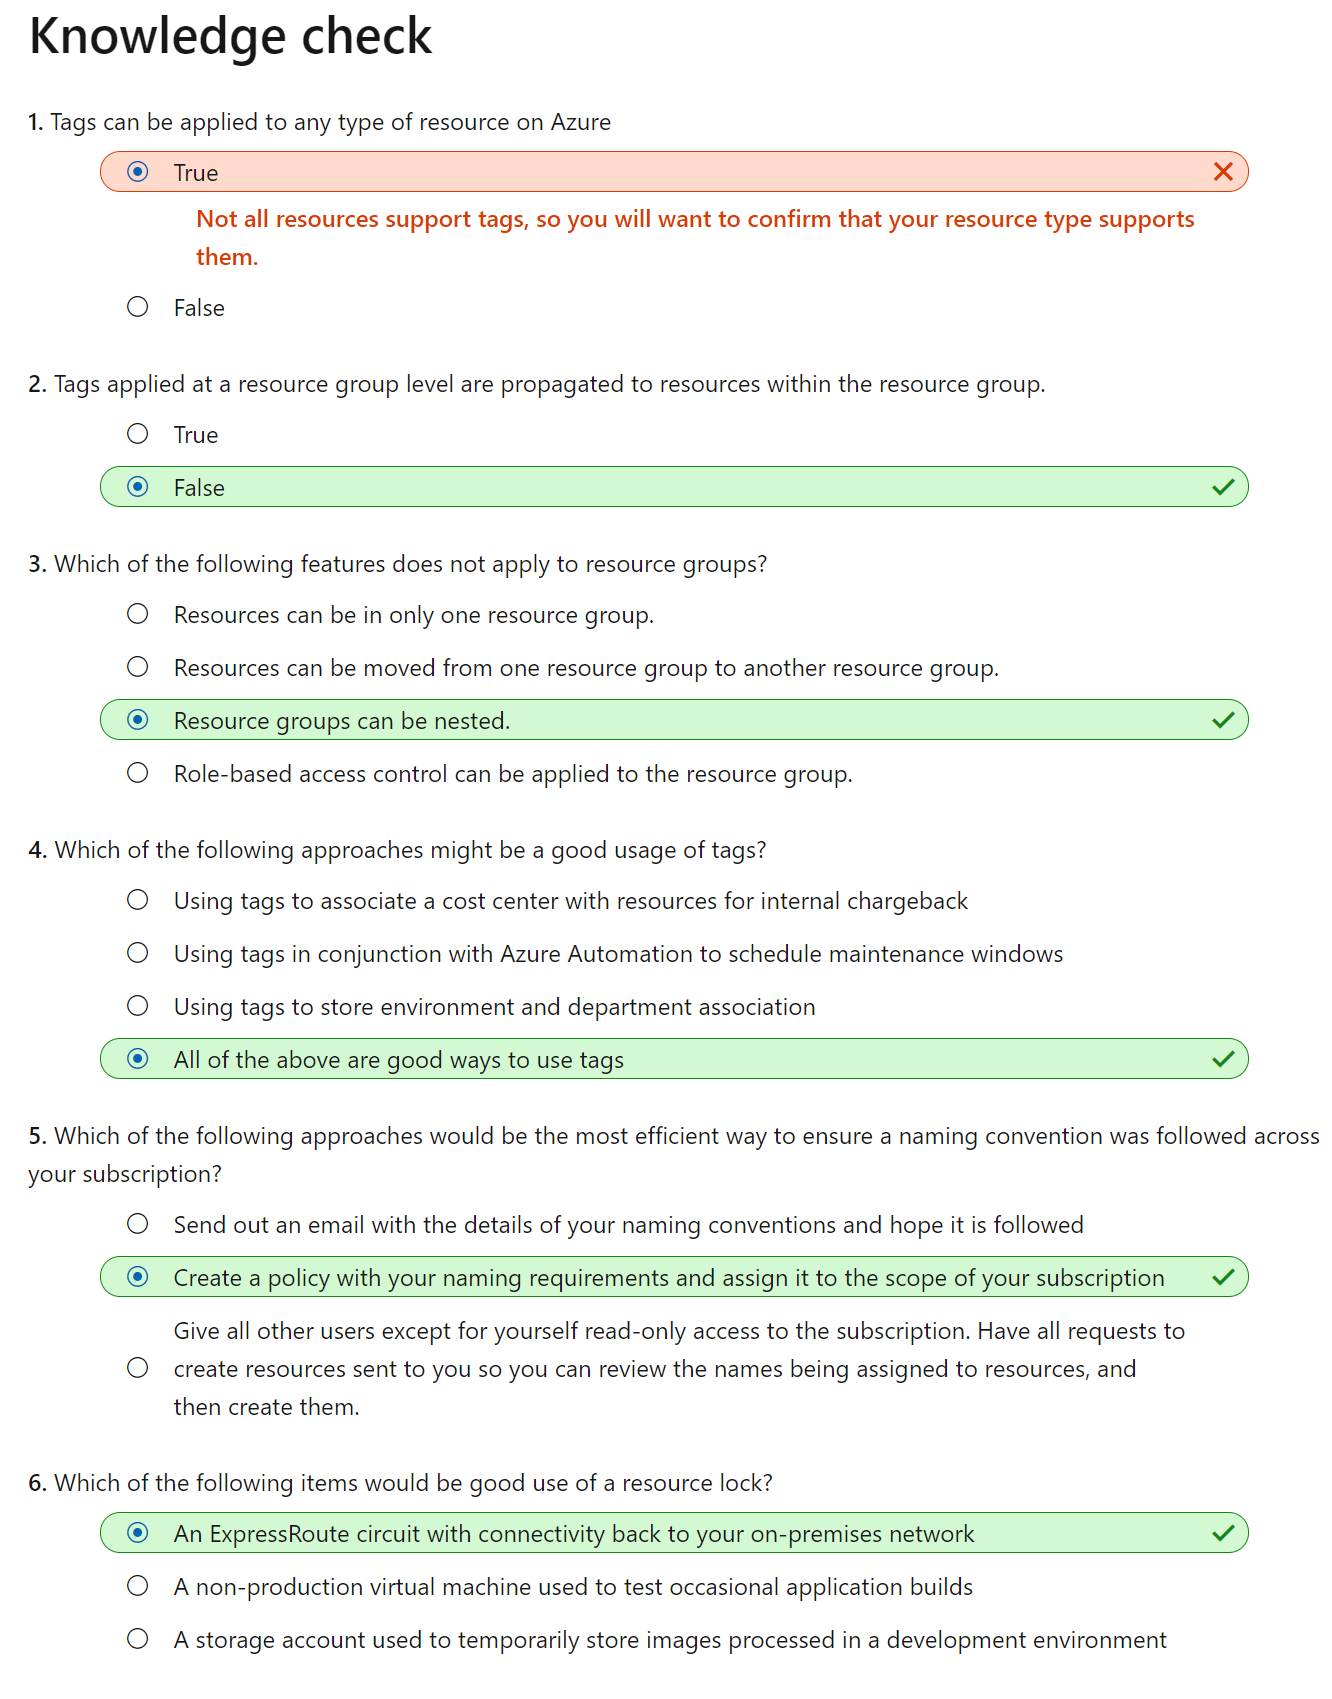 Knowledge check
1. Tags can be applied to any type of resource on Azure
True
Not all resources support tags, so you will want to confirm that your resource type supports
them.
False
2. Tags applied at a resource group level are propagated to resources within the resource group.
True
False
3. Which of the following features does not apply to resource groups?
Resources can be in only one resource group.
Resources can be moved from one resource group to another resource group.
Resource groups can be nested.
Role-based access control can be applied to the resource group.
4. Which of the following approaches might be a good usage of tags?
Using tags to associate a cost center with resources for internal chargeback
Using tags in conjunction with Azure Automation to schedule maintenance windows
Using tags to store environment and department association
All of the above are good ways to use tags
5. Which of the following approaches would be the most efficient way to ensure a naming convention was followed across
your subscription?
Send out an email with the details of your naming conventions and hope it is followed
Create a policy with your naming requirements and assign it to the scope of your subscription
Give all other users except for yourself read-only access to the subscription. Have all requests to
create resources sent to you so you can review the names being assigned to resources, and
then create them.
6. Which of the following items would be good use of a resource lock?
An ExpressRoute circuit with connectivity back to your on-premises network
A non-production virtual machine used to test occasional application builds
A storage account used to temporarily store images processed in a development environment